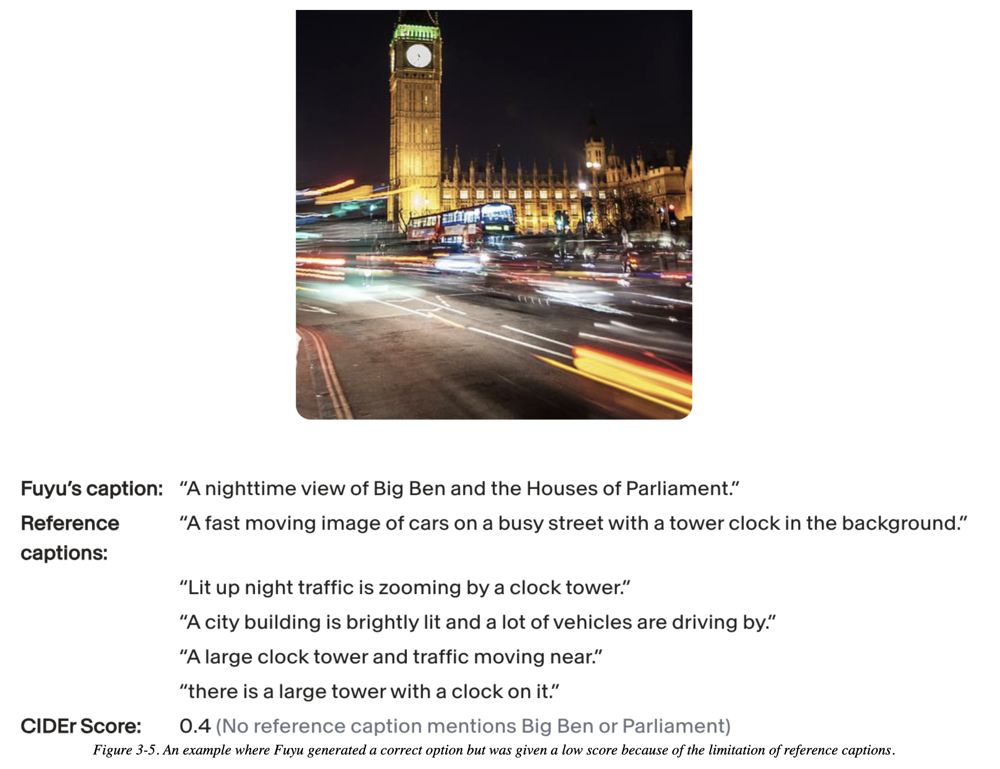 Fuyu’s caption: “A nighttime view of Big Ben and the Houses of Parliament.”
Reference captions: “A fast moving image of cars on a busy street with a tower clock in the background.”
“Lit up night traffic is zooming by a clock tower.”
“A city building is brightly lit and a lot of vehicles are driving by.”
“A large clock tower and traffic moving near.”
“there is a large tower with a clock on it.”
CIDEr Score: 0.4 (No reference caption mentions Big Ben or Parliament)
Figure 3-5. An example where Fuyu generated a correct option but was given a low score because of the limitation of reference captions.